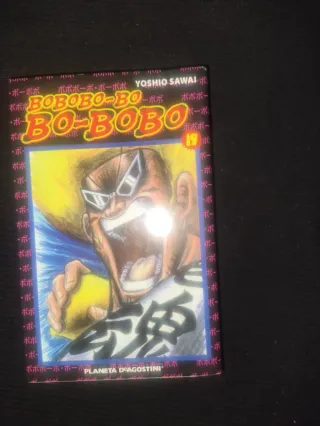 YOSHIO SAWAI
BOBOBO-BO
BO-BOBO
19
魂
PLANETA DEAGOSTINI